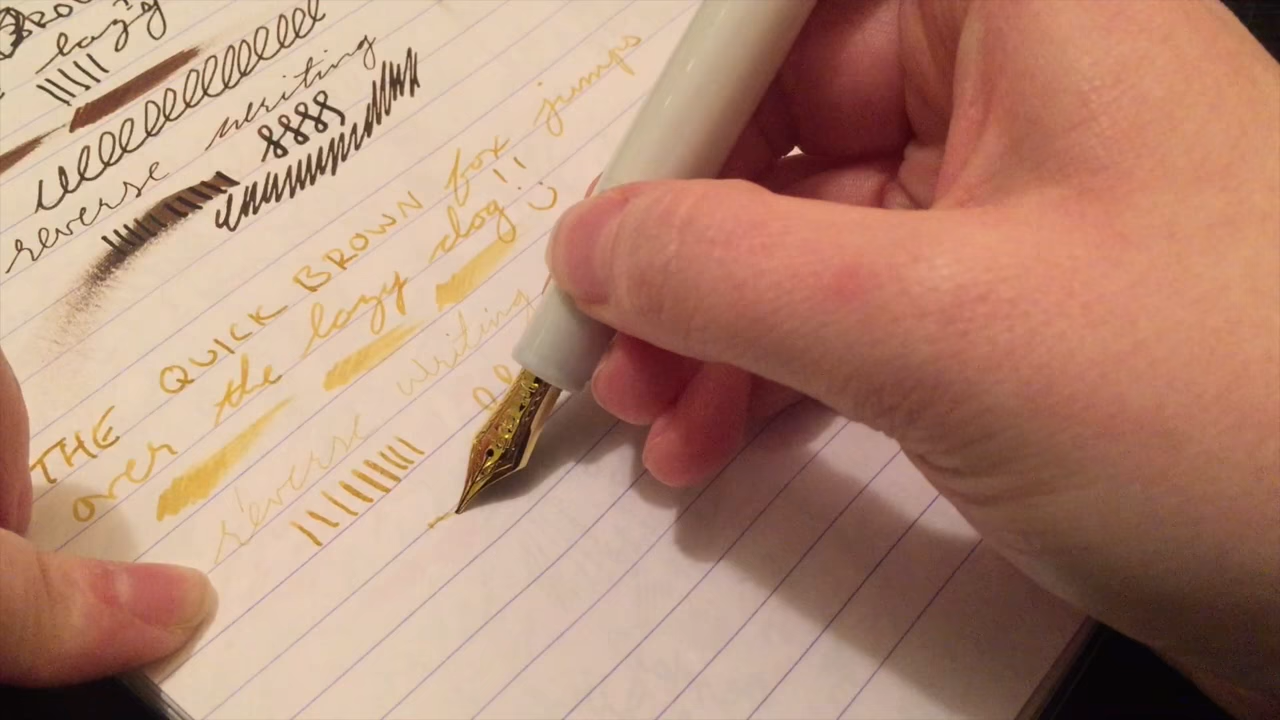 lazy
reverse writing
THE QUICK BROWN fox jumps
over the lazy dog!!
reverse writing